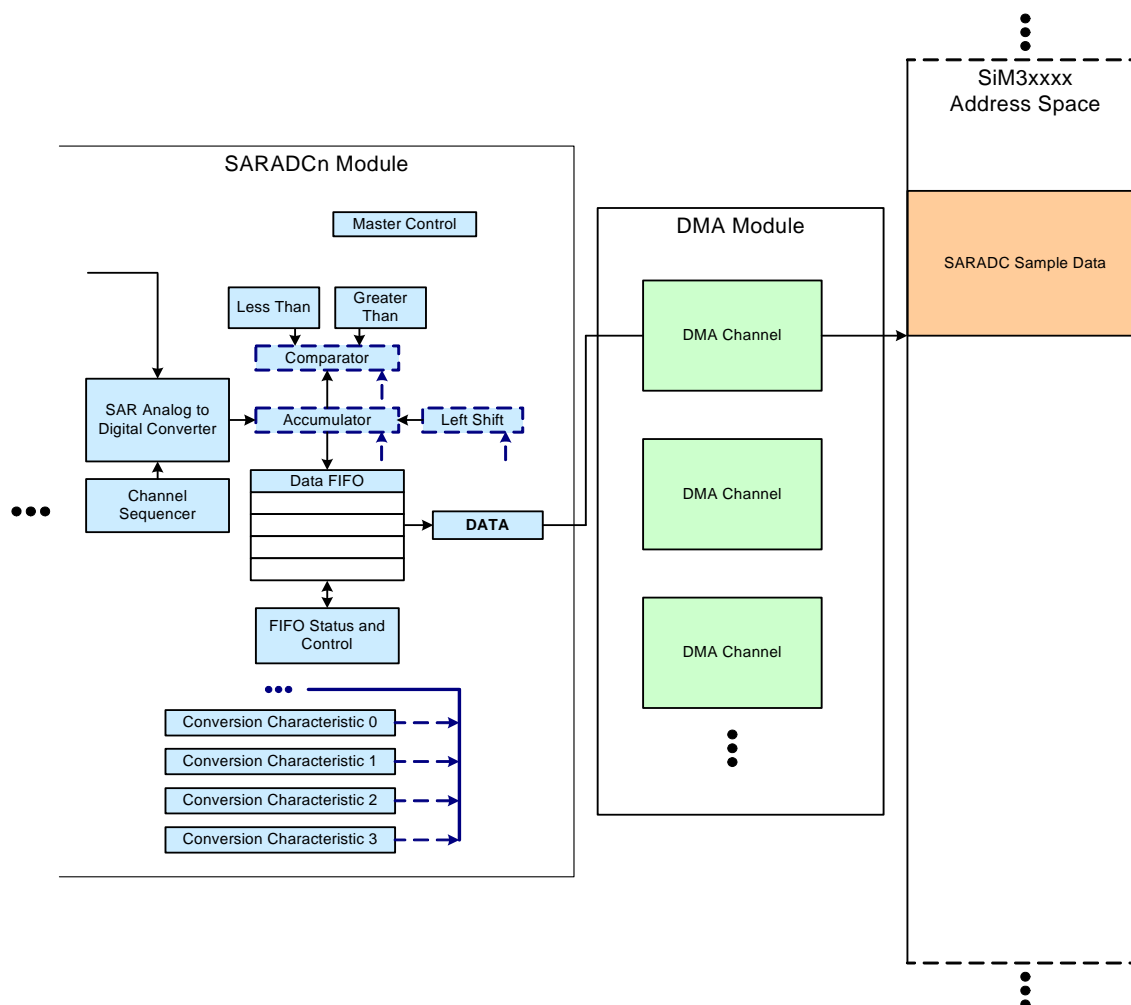 SiM3xxxx
Address Space
SARADCn Module
Master Control
DMA Module
SARADC Sample Data
Less Than
Greater
Than
DMA Channel
Comparator
SAR Analog to
Digital Converter
Accumulator
Left Shift
Data FIFO
Channel
Sequencer
DATA
DMA Channel
FIFO Status and
Control
DMA Channel
Conversion Characteristic 0
Conversion Characteristic 1
Conversion Characteristic 2
Conversion Characteristic 3